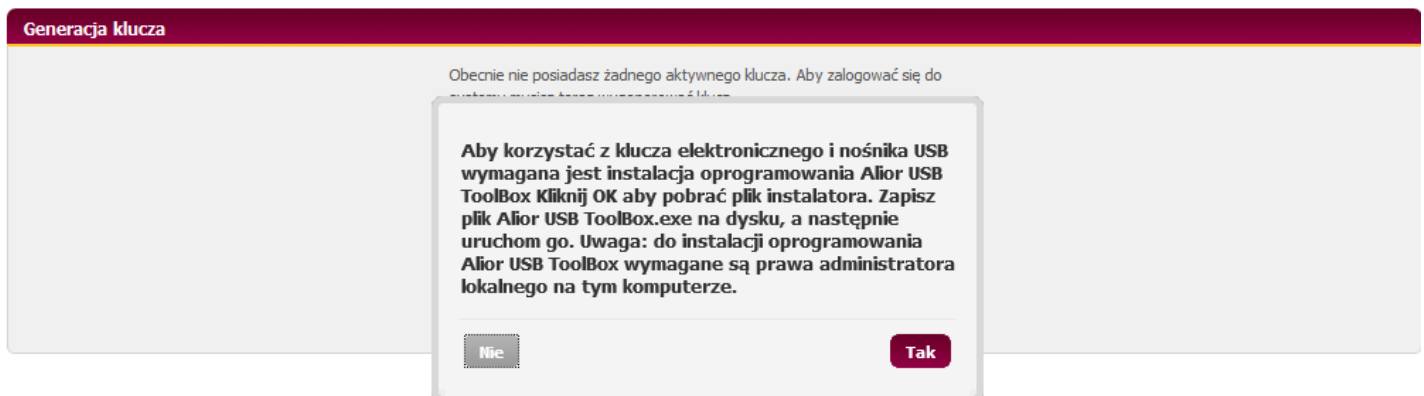 Generacja klucza
Obecnie nie posiadasz żadnego aktywnego klucza. Aby zalogować się do
Aby korzystać z klucza elektronicznego i nośnika USB
wymagana jest instalacja oprogramowania Alior USB
ToolBox Kliknij OK aby pobrać plik instalatora. Zapisz
plik Alior USB ToolBox.exe na dysku, a następnie
uruchom go. Uwaga: do instalacji oprogramowania
Alior USB ToolBox wymagane są prawa administratora
lokalnego na tym komputerze.
Nie
Tak